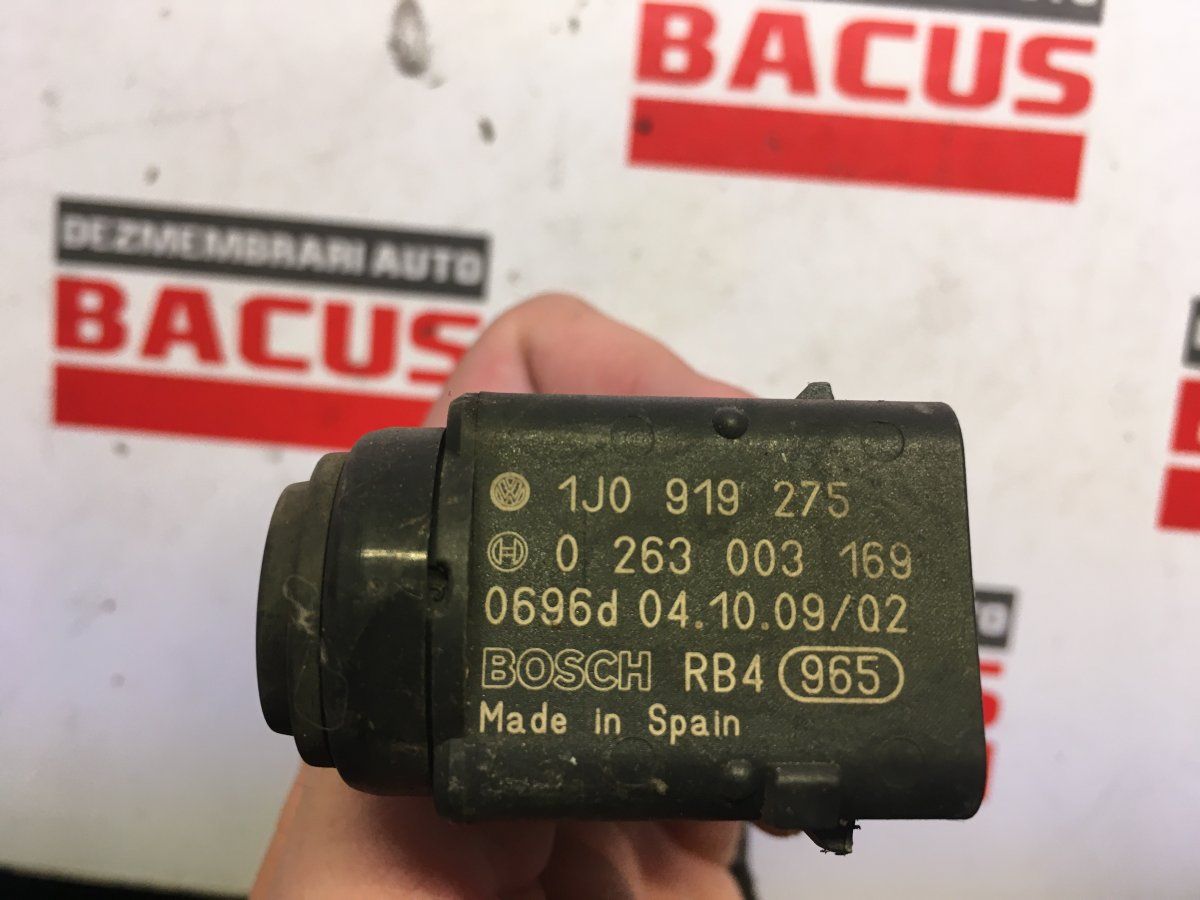 BACUS
DEZMEMBRARI AUTO
BACUS
1J0 919 275
0 263 003 169
0696d 04.10.09/02
BOSCH RB4 965
Made in Spain